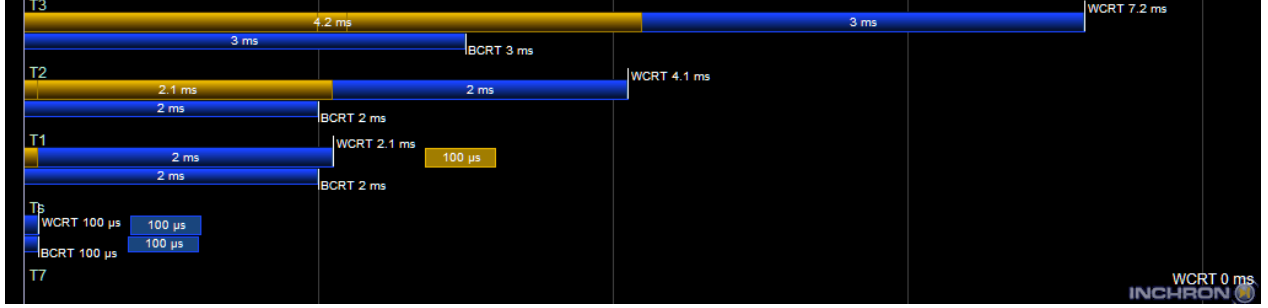 T3
WCRT 7.2 ms
4.2 ms
3 ms
3 ms
BCRT 3 ms
T2
WCRT 4.1 ms
2.1 ms
2 ms
2 ms
BCRT 2 ms
T1
WCRT 2.1 ms
2 ms
100 µs
2 ms
BCRT 2 ms
Ts
WCRT 100 µs
100 µs
100 µs
BCRT 100 µs
T7
WCRT 0 ms
INCHRON